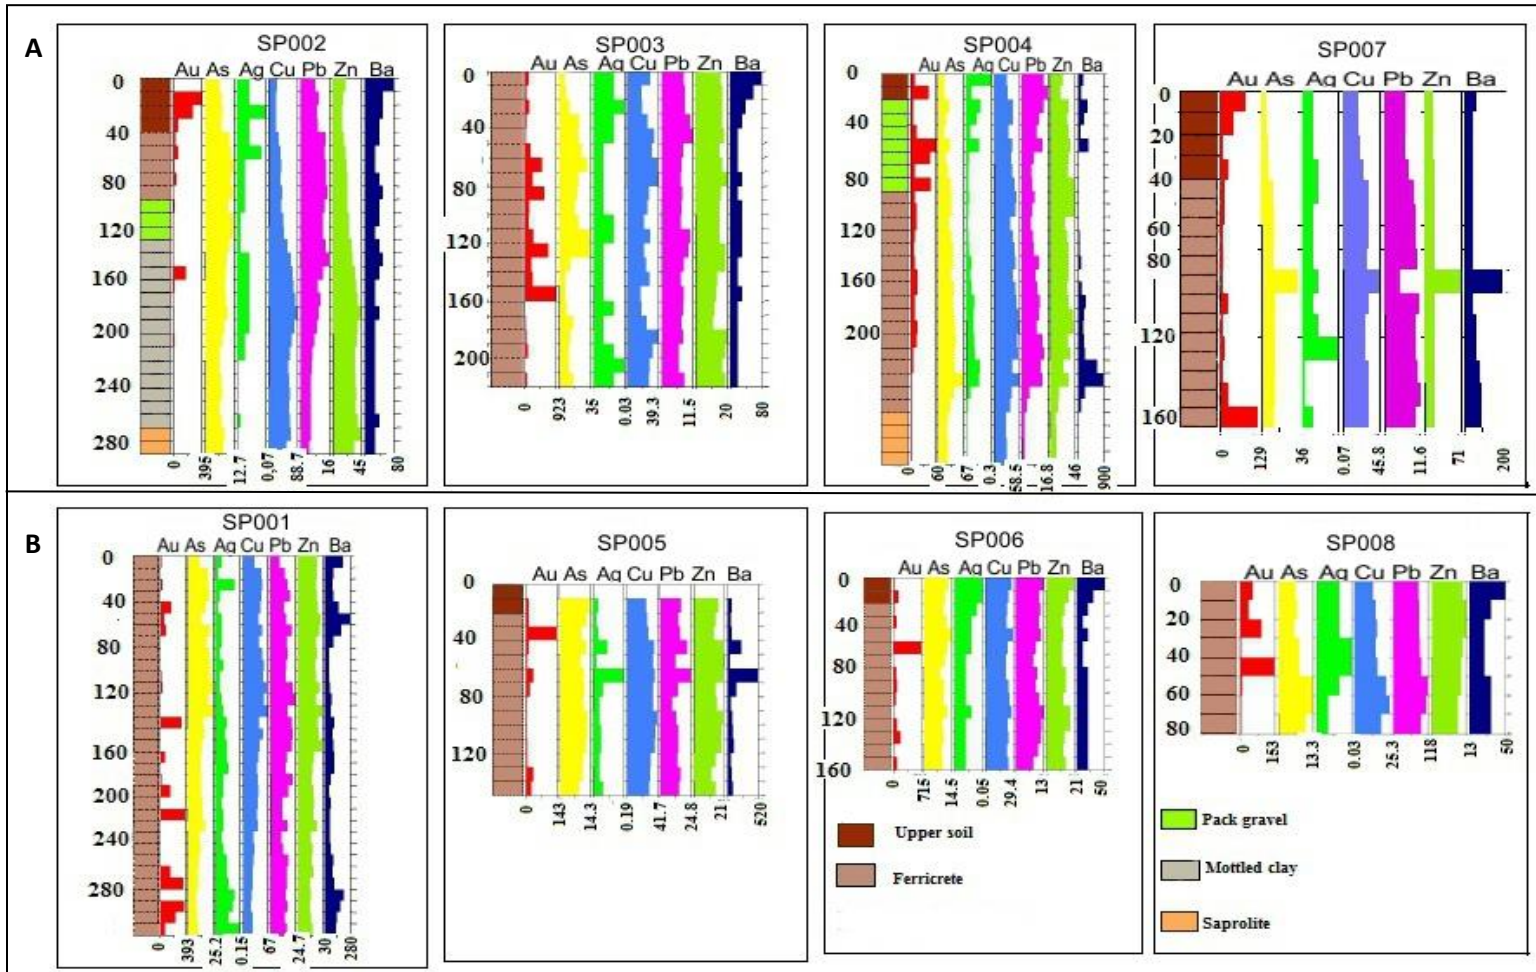 A
SP002
Au As Ag Cu Pb Zn Ba
0
40
80
120
160
200
240
280
0 395 12.7 0,07 88.7 16 45 80
SP003
Au As Ag Cu Pb Zn Ba
0
40
80
120
160
200
0 923 35 0.03 39.3 11.5 20 80
SP004
Au As Ag Cu Pb Zn Ba
0
40
80
120
160
200
0 60 67 0.3 58.5 16.8 46 900
SP007
Au As Ag Cu Pb Zn Ba
0
20
40
60
80
120
160
0 129 36 0.07 45.8 11.6 71 200
B
SP001
Au As Ag Cu Pb Zn Ba
0
40
80
120
160
200
240
280
0 393 25.2 0.15 67 24.7 30 280
SP005
Au As Ag Cu Pb Zn Ba
0
40
80
120
0 143 14.3 0.19 41.7 24.8 21 520
SP006
Au As Ag Cu Pb Zn Ba
0
40
80
120
160
0 715 14.5 0.05 29.4 13 21 50
Upper soil
Ferricrete
SP008
Au As Ag Cu Pb Zn Ba
0
20
40
60
80
0 153 13.3 0.03 25.3 118 13 50
Pack gravel
Mottled clay
Saprolite